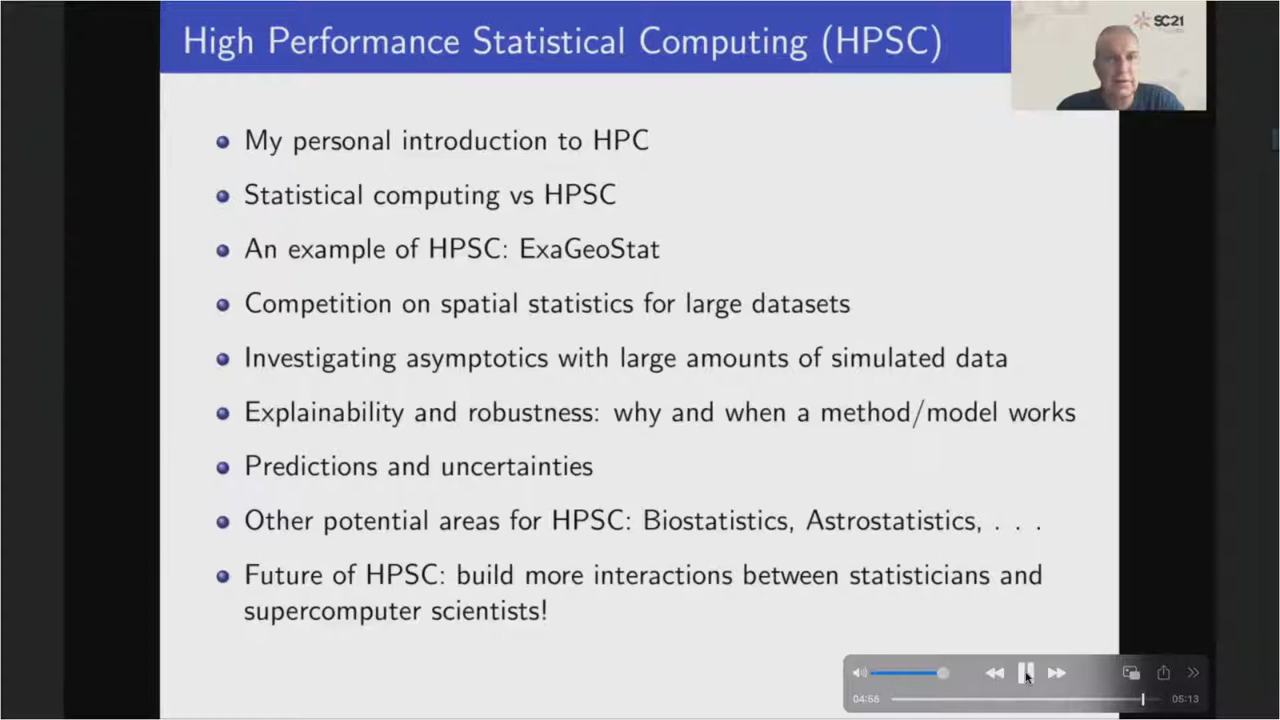 High Performance Statistical Computing (HPSC)
SC21
My personal introduction to HPC
Statistical computing vs HPSC
An example of HPSC: ExaGeoStat
Competition on spatial statistics for large datasets
Investigating asymptotics with large amounts of simulated data
Explainability and robustness: why and when a method/model works
Predictions and uncertainties
Other potential areas for HPSC: Biostatistics, Astrostatistics, . . .
Future of HPSC: build more interactions between statisticians and
supercomputer scientists!
04:56
05:13